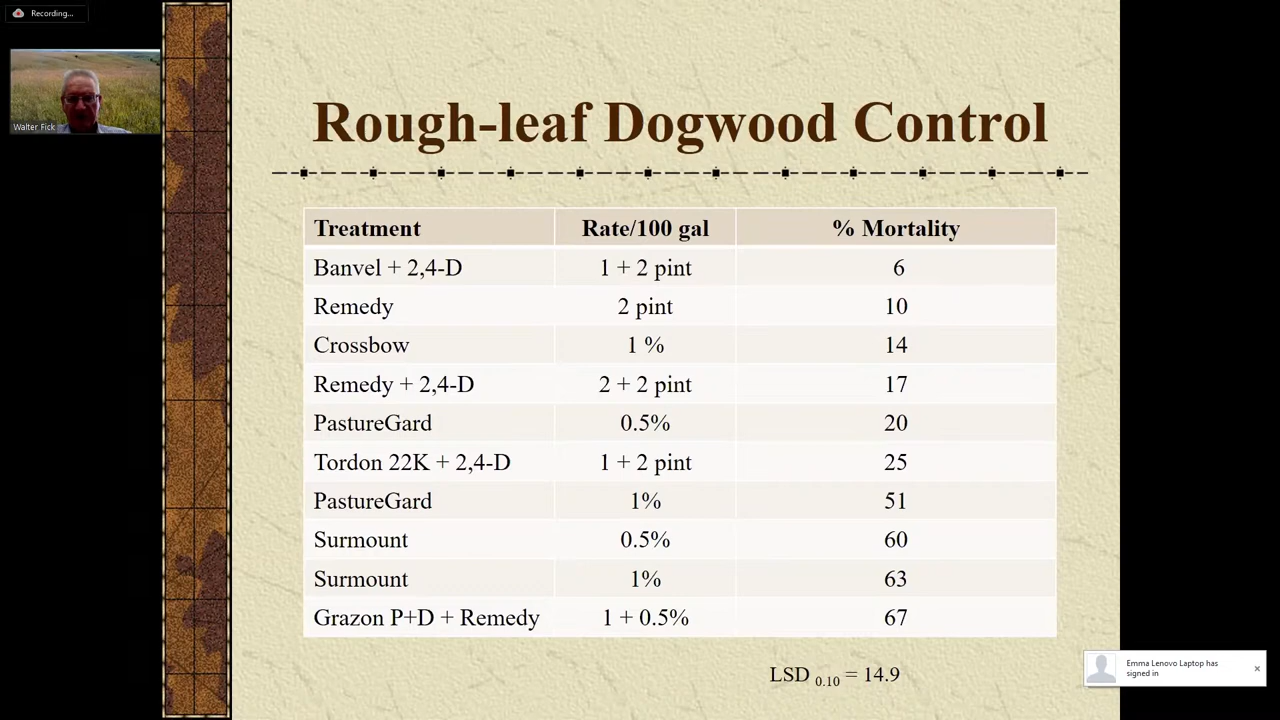 Recording...
Walter Fick
Rough-leaf Dogwood Control
Treatment Rate/100 gal % Mortality
Banvel + 2,4-D 1 + 2 pint 6
Remedy 2 pint 10
Crossbow 1 % 14
Remedy + 2,4-D 2 + 2 pint 17
PastureGard 0.5% 20
Tordon 22K + 2,4-D 1 + 2 pint 25
PastureGard 1% 51
Surmount 0.5% 60
Surmount 1% 63
Grazon P+D + Remedy 1 + 0.5% 67
LSD 0.10 = 14.9
Emma Lenovo Laptop has
signed in